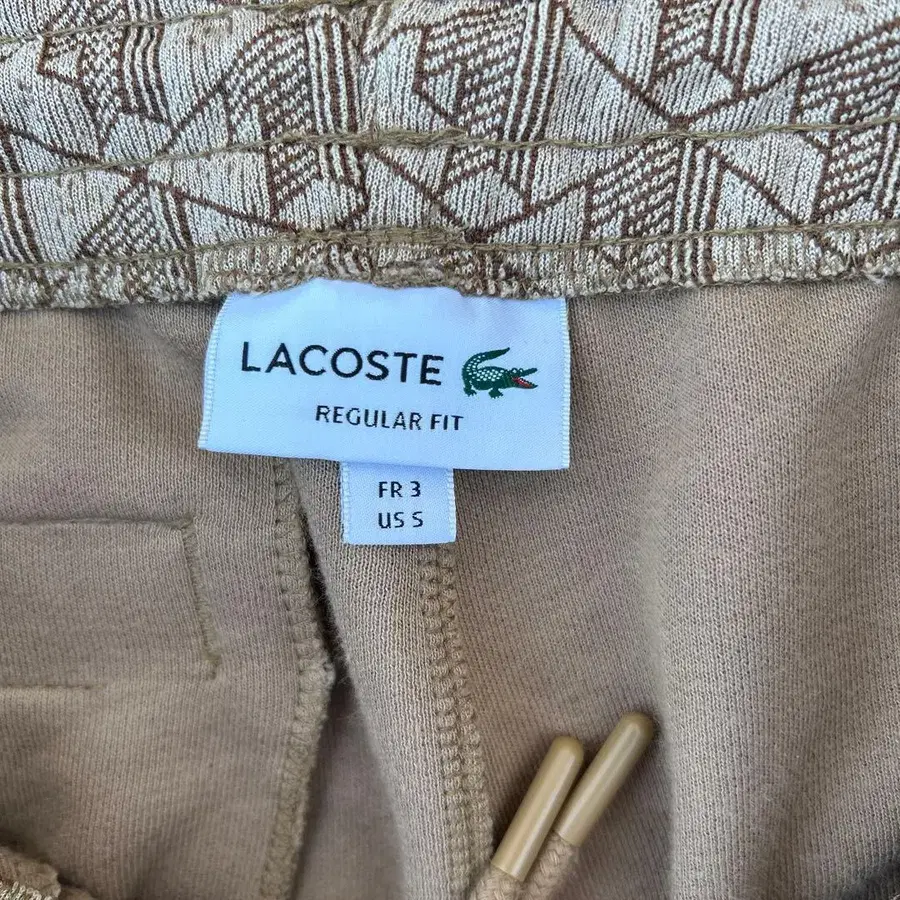 LACOSTE
REGULAR FIT
FR 3
US S